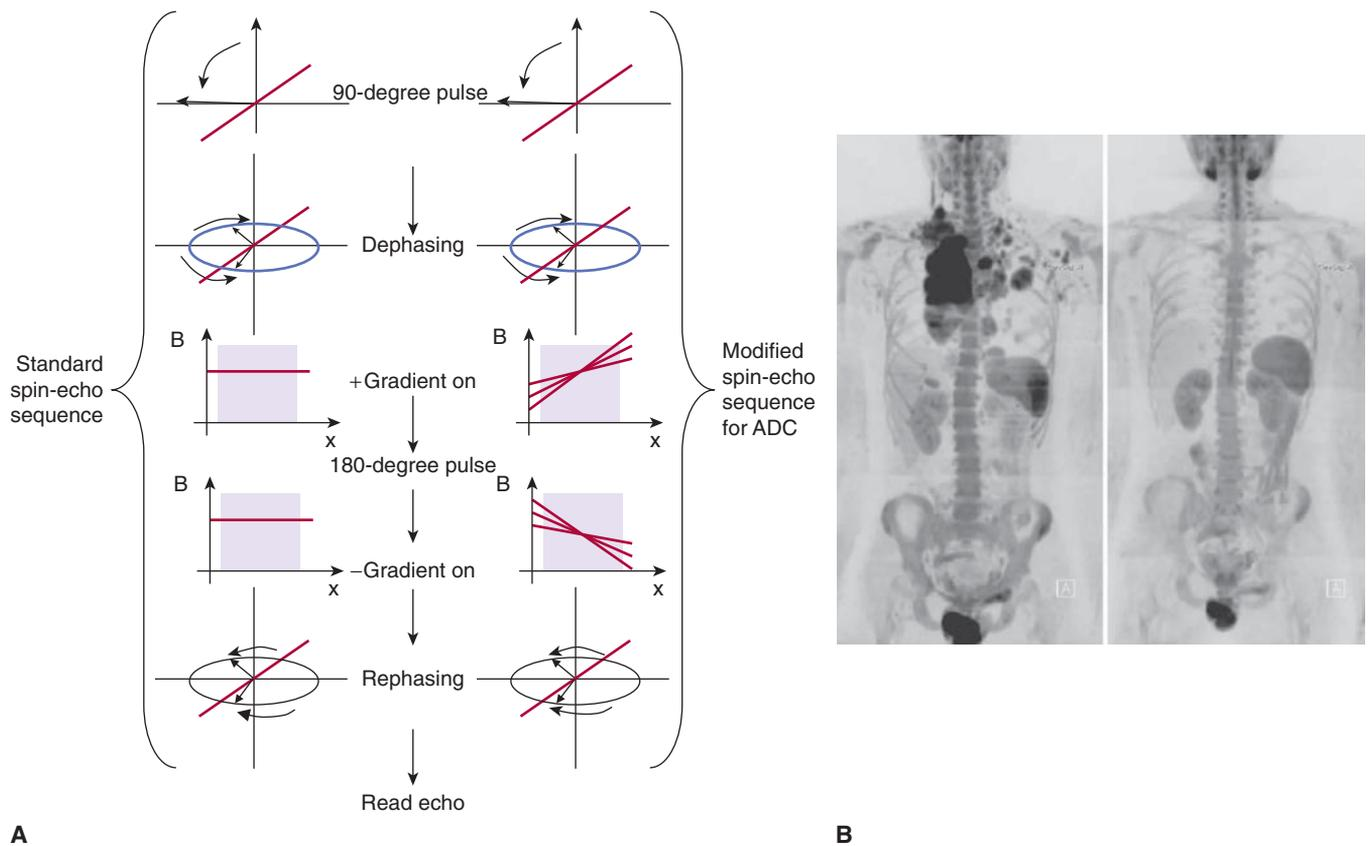 90-degree pulse
Dephasing
B
B
+Gradient on
x
x
Standard
spin-echo
sequence
Modified
spin-echo
sequence
for ADC
180-degree pulse
B
B
−Gradient on
x
x
Rephasing
Read echo
A
A
B